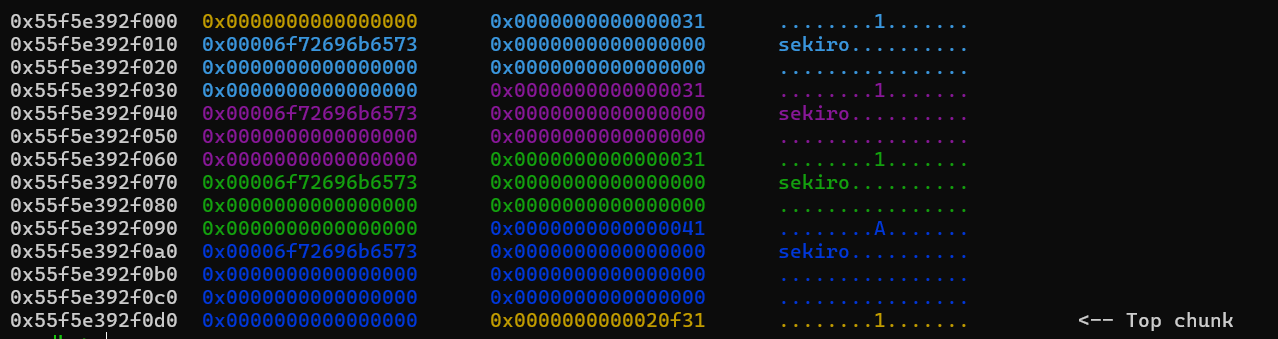 0x55f5e392f000 0x0000000000000000 0x0000000000000031 ........1.......
0x55f5e392f010 0x00006f72696b6573 0x0000000000000000 sekiro..........
0x55f5e392f020 0x0000000000000000 0x0000000000000000 ................
0x55f5e392f030 0x0000000000000000 0x0000000000000031 ........1.......
0x55f5e392f040 0x00006f72696b6573 0x0000000000000000 sekiro..........
0x55f5e392f050 0x0000000000000000 0x0000000000000000 ................
0x55f5e392f060 0x0000000000000000 0x0000000000000031 ........1.......
0x55f5e392f070 0x00006f72696b6573 0x0000000000000000 sekiro..........
0x55f5e392f080 0x0000000000000000 0x0000000000000000 ................
0x55f5e392f090 0x0000000000000000 0x0000000000000041 ........A.......
0x55f5e392f0a0 0x00006f72696b6573 0x0000000000000000 sekiro..........
0x55f5e392f0b0 0x0000000000000000 0x0000000000000000 ................
0x55f5e392f0c0 0x0000000000000000 0x0000000000000000 ................
0x55f5e392f0d0 0x0000000000000000 0x0000000000020f31 ........1....... <-- Top chunk